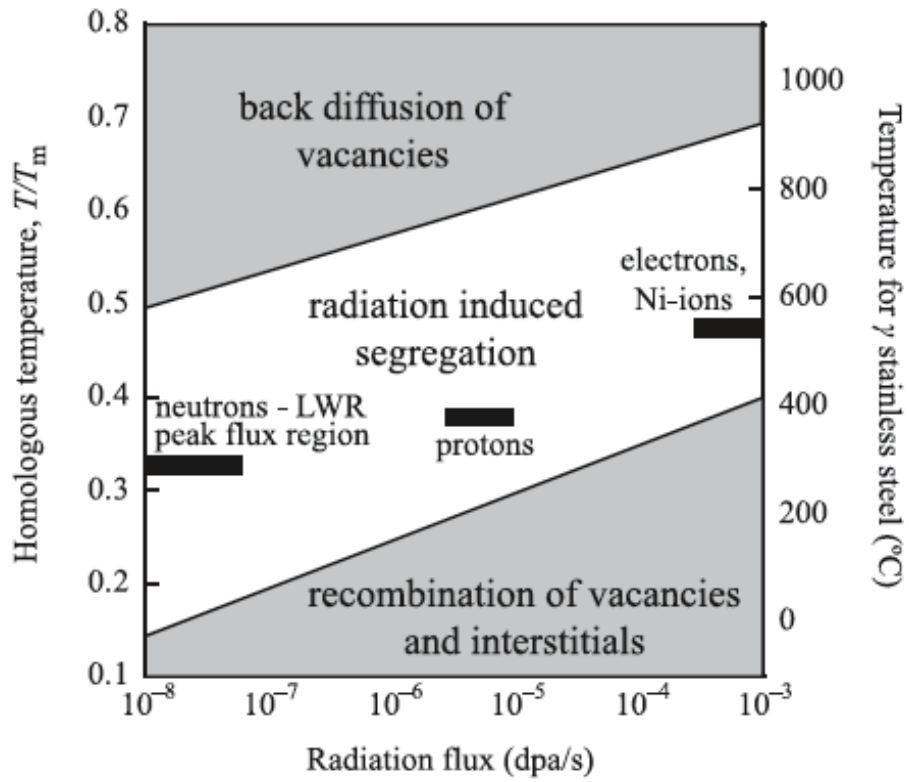 0.8
0.7
0.6
0.5
0.4
0.3
0.2
0.1
Homologous temperature, T/Tₘ
back diffusion of
vacancies
radiation induced
segregation
electrons,
Ni-ions
neutrons - LWR
peak flux region
protons
recombination of vacancies
and interstitials
1000
800
600
400
200
0
Temperature for γ stainless steel (°C)
10⁻⁸
10⁻⁷
10⁻⁶
10⁻⁵
10⁻⁴
10⁻³
Radiation flux (dpa/s)